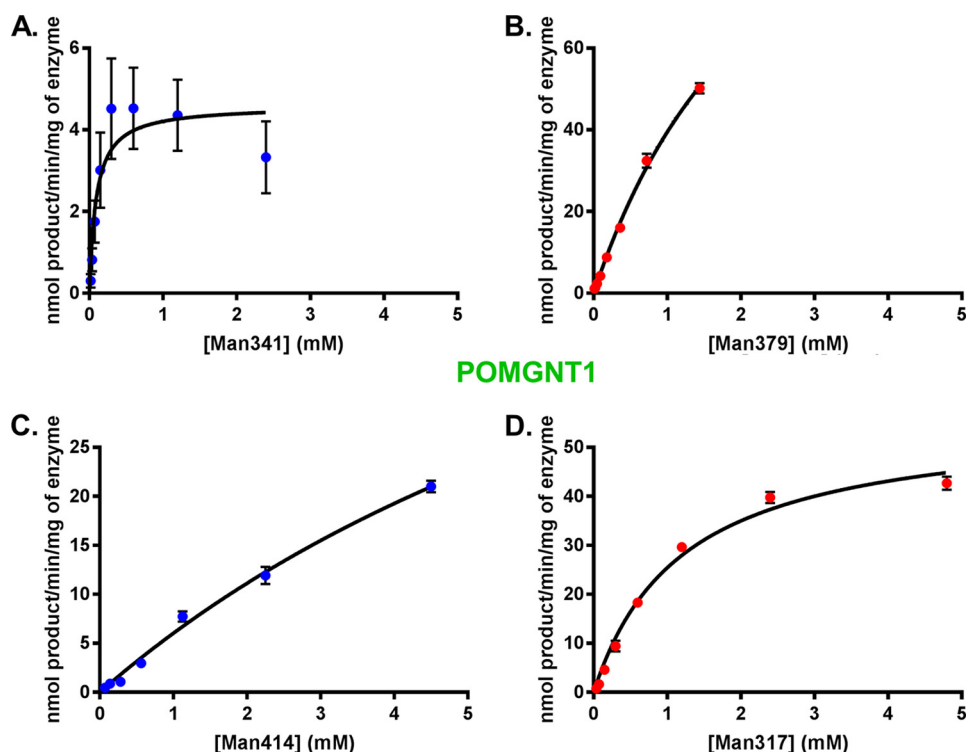 A.
nmol product/min/mg of enzyme
6
4
2
0
0 1 2 3 4 5
[Man341] (mM)
B.
nmol product/min/mg of enzyme
60
40
20
0
0 1 2 3 4 5
[Man379] (mM)
POMGNT1
C.
nmol product/min/mg of enzyme
25
20
15
10
5
0
0 1 2 3 4 5
[Man414] (mM)
D.
nmol product/min/mg of enzyme
50
40
30
20
10
0
0 1 2 3 4 5
[Man317] (mM)